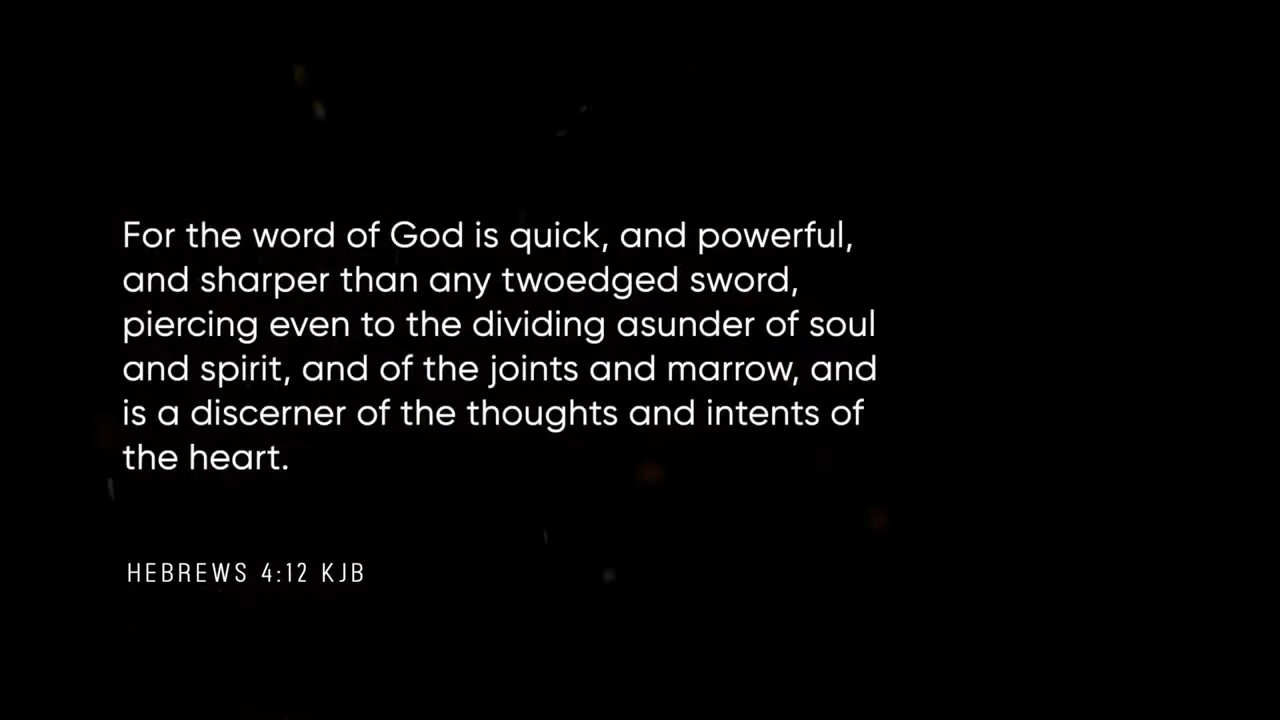 For the word of God is quick, and powerful,
and sharper than any twoedged sword,
piercing even to the dividing asunder of soul
and spirit, and of the joints and marrow, and
is a discerner of the thoughts and intents of
the heart.
HEBREWS 4:12 KJB